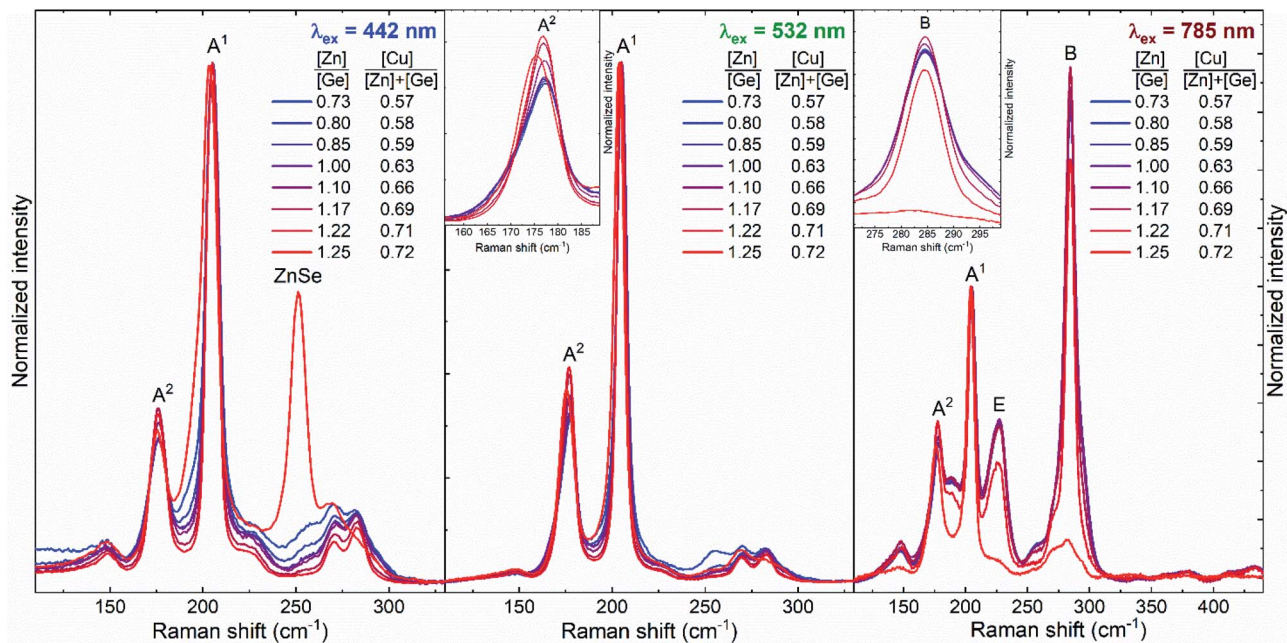 Normalized intensity
λex = 442 nm
[Zn] [Cu]
[Ge] [Zn]+[Ge]
0.73 0.57
0.80 0.58
0.85 0.59
1.00 0.63
1.10 0.66
1.17 0.69
1.22 0.71
1.25 0.72
A¹
A²
ZnSe
150 200 250 300
Raman shift (cm⁻¹)
A²
Normalized intensity
160 165 170 175 180 185
Raman shift (cm⁻¹)
λex = 532 nm
[Zn] [Cu]
[Ge] [Zn]+[Ge]
0.73 0.57
0.80 0.58
0.85 0.59
1.00 0.63
1.10 0.66
1.17 0.69
1.22 0.71
1.25 0.72
A¹
A²
150 200 250 300
Raman shift (cm⁻¹)
B
Normalized intensity
275 280 285 290 295
Raman shift (cm⁻¹)
λex = 785 nm
[Zn] [Cu]
[Ge] [Zn]+[Ge]
0.73 0.57
0.80 0.58
0.85 0.59
1.00 0.63
1.10 0.66
1.17 0.69
1.22 0.71
1.25 0.72
B
A¹
A²
E
150 200 250 300 350 400
Raman shift (cm⁻¹)
Normalized intensity